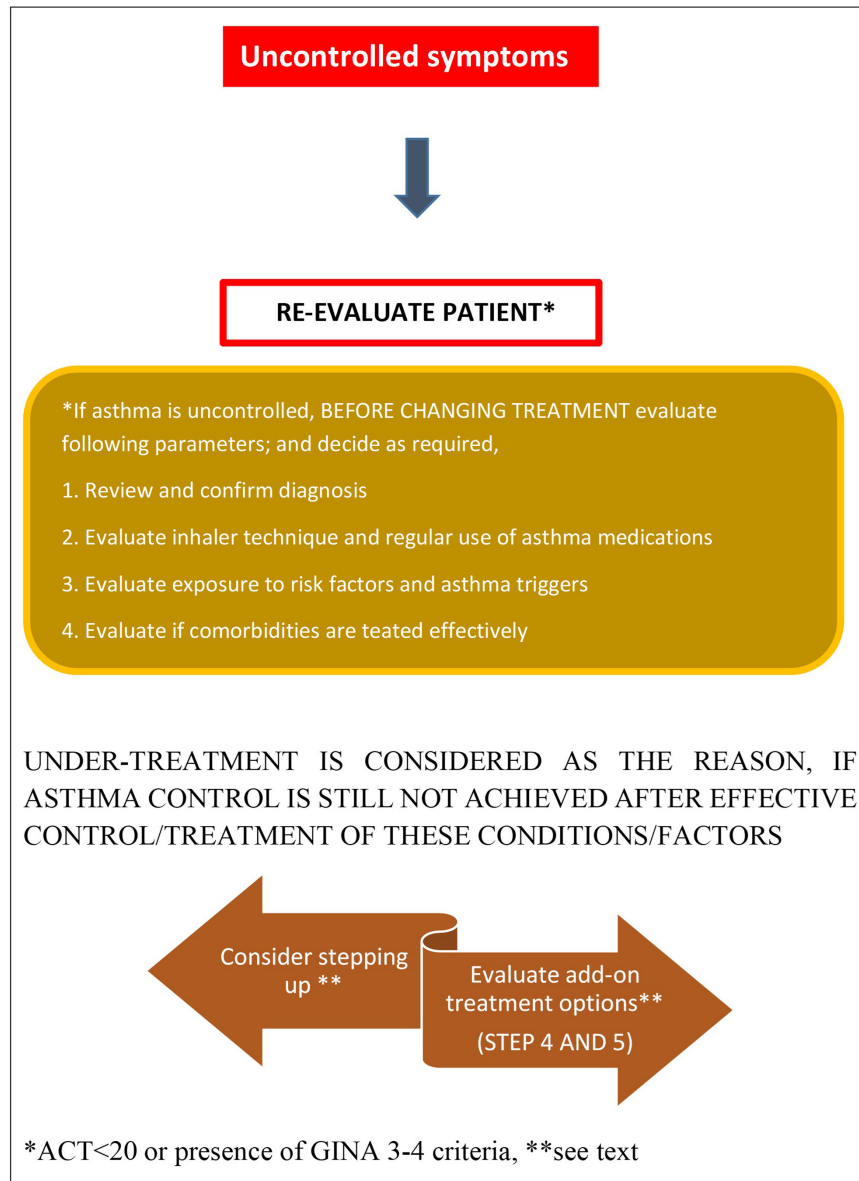 Uncontrolled symptoms
RE-EVALUATE PATIENT*
*If asthma is uncontrolled, BEFORE CHANGING TREATMENT evaluate
following parameters; and decide as required,
1. Review and confirm diagnosis
2. Evaluate inhaler technique and regular use of asthma medications
3. Evaluate exposure to risk factors and asthma triggers
4. Evaluate if comorbidities are teated effectively
UNDER-TREATMENT IS CONSIDERED AS THE REASON, IF
ASTHMA CONTROL IS STILL NOT ACHIEVED AFTER EFFECTIVE
CONTROL/TREATMENT OF THESE CONDITIONS/FACTORS
Consider stepping
up **
Evaluate add-on
treatment options**
(STEP 4 AND 5)
*ACT<20 or presence of GINA 3-4 criteria, **see text